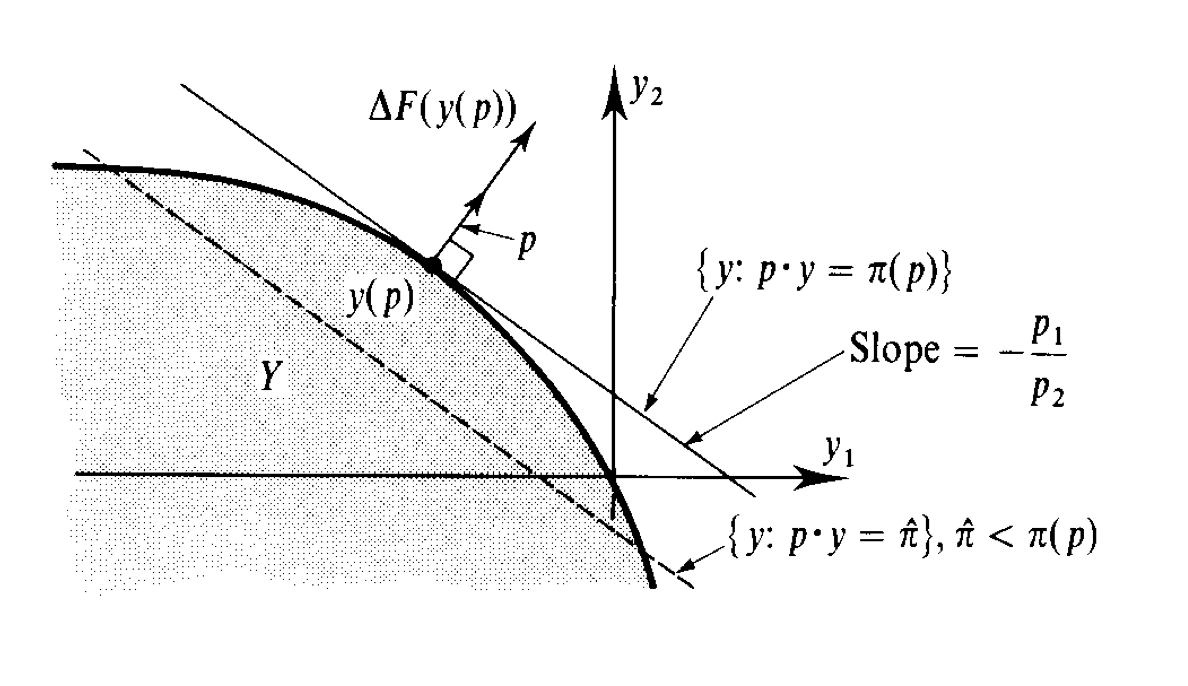 y₂
ΔF(y(p))
p
{y: p·y = π(p)}
y(p)
Slope = −p₁/p₂
Y
y₁
{y: p·y = π̂}, π̂ < π(p)